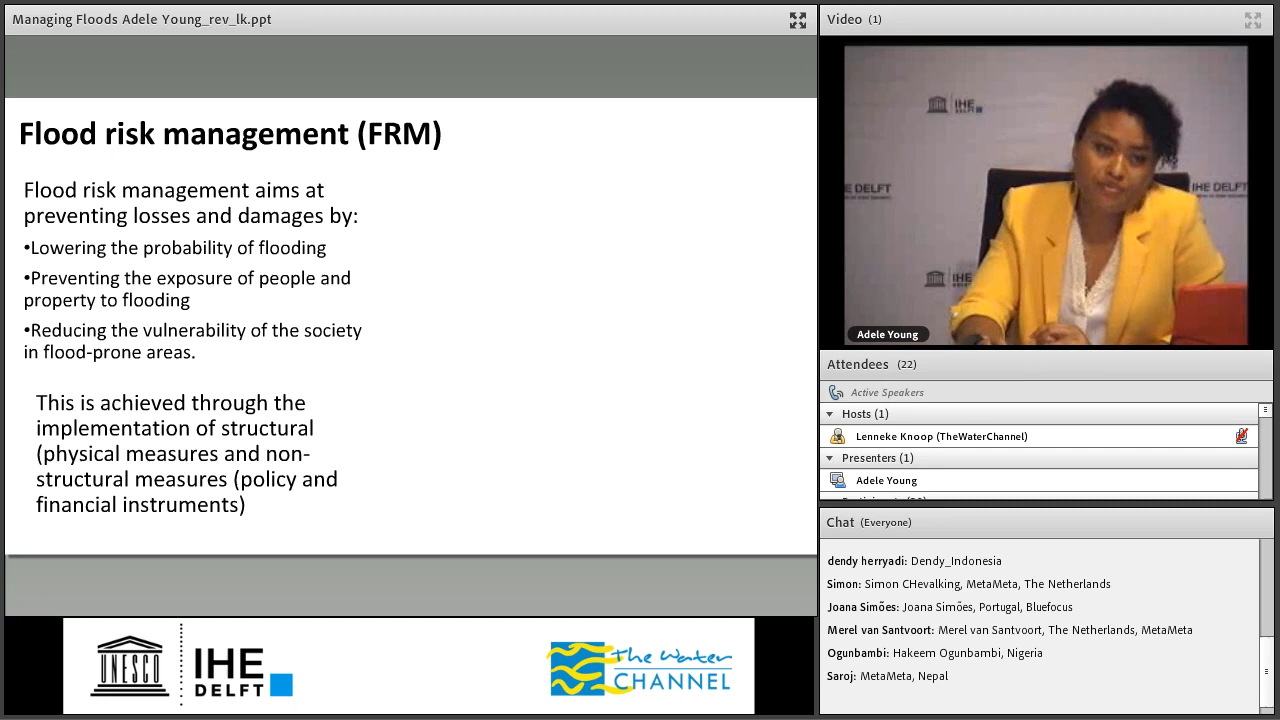 Managing Floods Adele Young_rev_lk.ppt
Flood risk management (FRM)
Flood risk management aims at
preventing losses and damages by:
•Lowering the probability of flooding
•Preventing the exposure of people and
property to flooding
•Reducing the vulnerability of the society
in flood-prone areas.
This is achieved through the
implementation of structural
(physical measures and non-
structural measures (policy and
financial instruments)
UNESCO
IHE
DELFT
The Water
CHANNEL
Video (1)
IHE
DELFT
E DELFT
IHE DELFT
IHE
Adele Young
Attendees (22)
Active Speakers
Hosts (1)
Lenneke Knoop (TheWaterChannel)
Presenters (1)
Adele Young
Chat (Everyone)
dendy herryadi: Dendy_Indonesia
Simon: Simon CHevalking, MetaMeta, The Netherlands
Joana Simões: Joana Simões, Portugal, Bluefocus
Merel van Santvoort: Merel van Santvoort, The Netherlands, MetaMeta
Ogunbambi: Hakeem Ogunbambi, Nigeria
Saroj: MetaMeta, Nepal